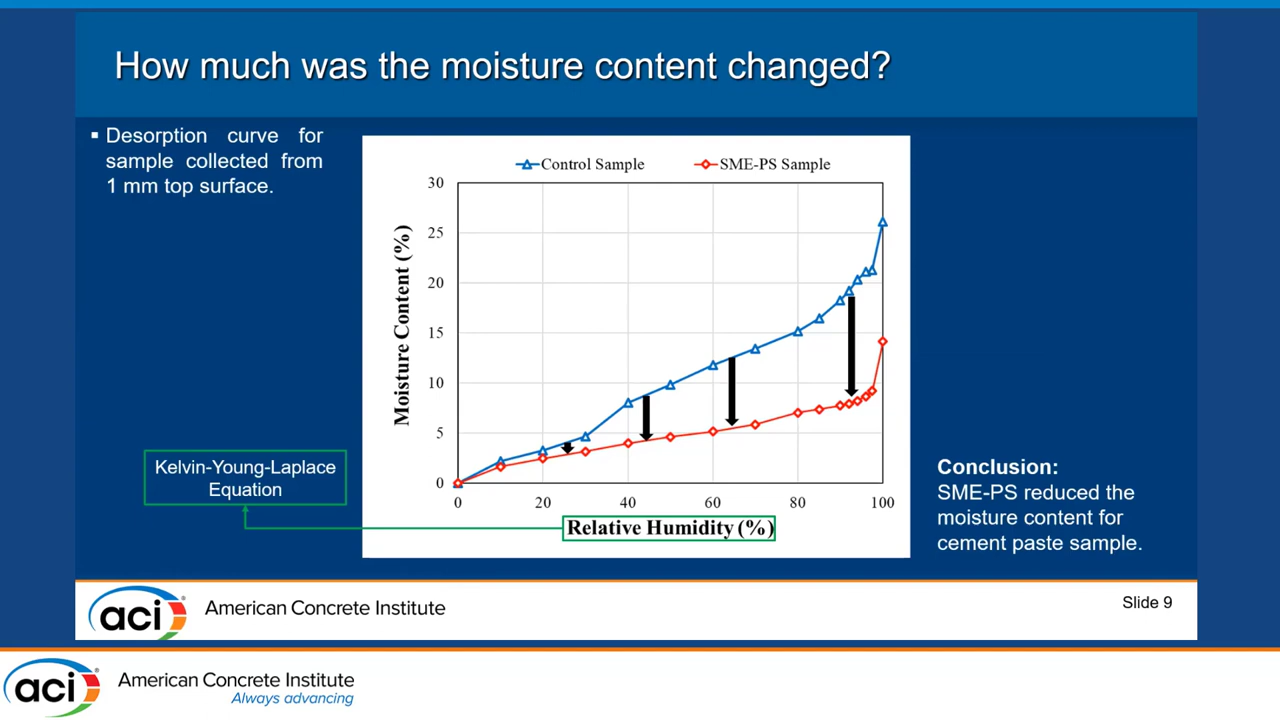 How much was the moisture content changed?
▪ Desorption curve for
sample collected from
1 mm top surface.
Control Sample
SME-PS Sample
30
25
20
15
10
5
0
Moisture Content (%)
0 20 40 60 80 100
Relative Humidity (%)
Kelvin-Young-Laplace
Equation
Conclusion:
SME-PS reduced the
moisture content for
cement paste sample.
aci®
American Concrete Institute
Slide 9
aci®
American Concrete Institute
Always advancing